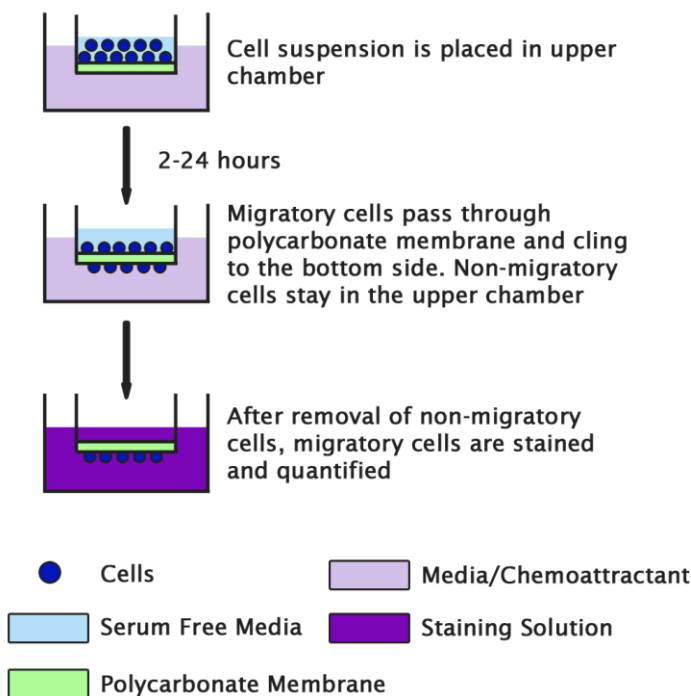 Cell suspension is placed in upper
chamber
2-24 hours
Migratory cells pass through
polycarbonate membrane and cling
to the bottom side. Non-migratory
cells stay in the upper chamber
After removal of non-migratory
cells, migratory cells are stained
and quantified
Cells
Media/Chemoattractant
Serum Free Media
Staining Solution
Polycarbonate Membrane